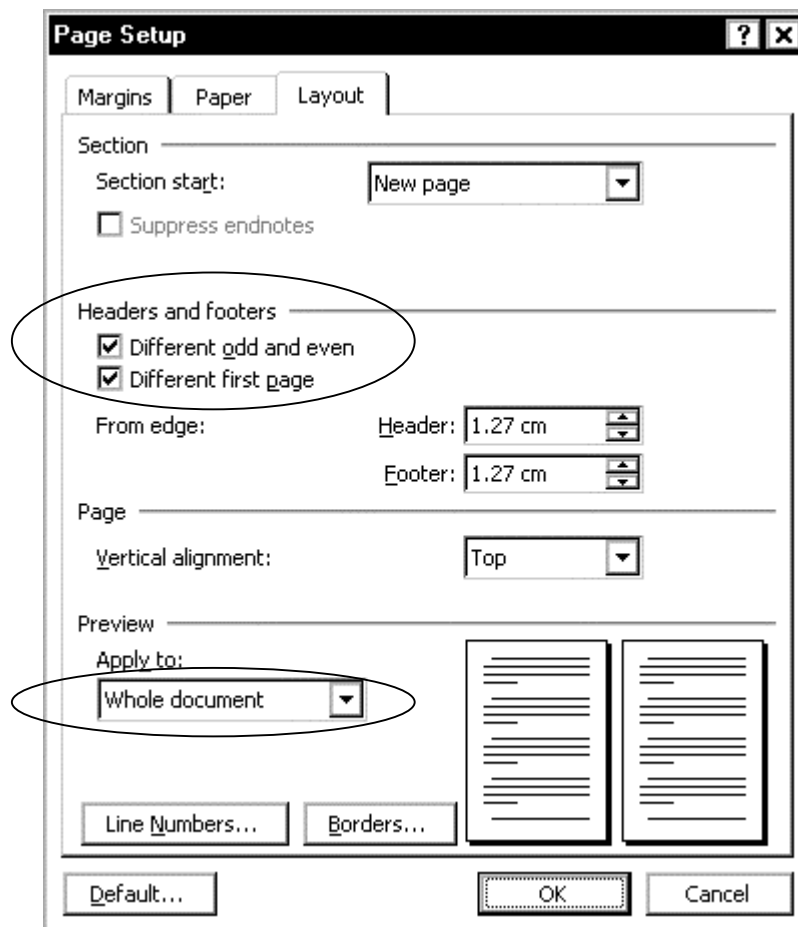 Page Setup
Margins Paper Layout
Section
Section start: New page
Suppress endnotes
Headers and footers
Different odd and even
Different first page
From edge: Header: 1.27 cm
Footer: 1.27 cm
Page
Vertical alignment: Top
Preview
Apply to:
Whole document
Line Numbers... Borders...
Default... OK Cancel